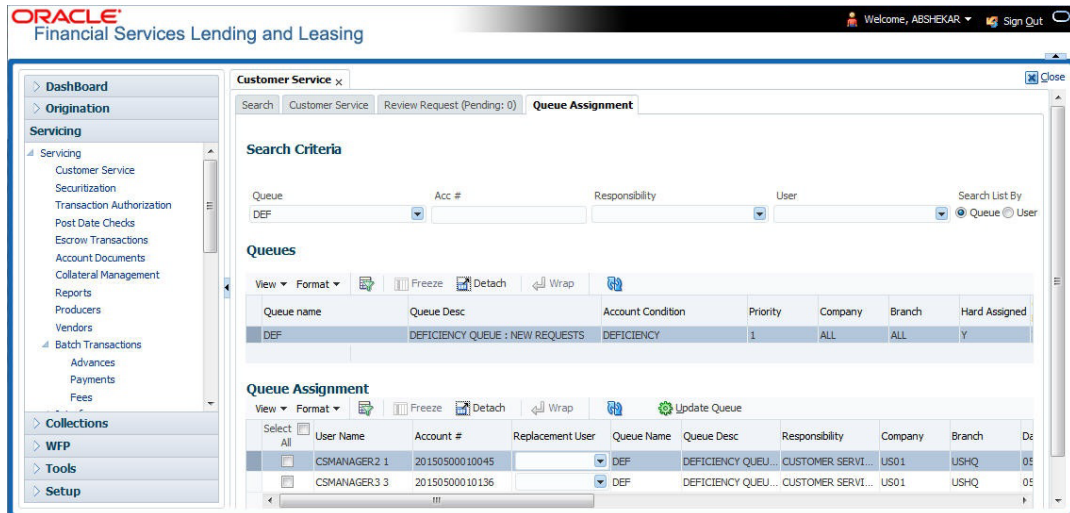 ORACLE®
Financial Services Lending and Leasing
Welcome, ABSHEKAR
Sign Out
Close
DashBoard
Origination
Servicing
Servicing
Customer Service
Securitization
Transaction Authorization
Post Date Checks
Escrow Transactions
Account Documents
Collateral Management
Reports
Producers
Vendors
Batch Transactions
Advances
Payments
Fees
Collections
WFP
Tools
Setup
Customer Service x
Search Customer Service Review Request (Pending: 0) Queue Assignment
Search Criteria
Queue Acc # Responsibility User Search List By
DEF Queue User
Queues
View Format Freeze Detach Wrap
Queue name Queue Desc Account Condition Priority Company Branch Hard Assigned
DEF DEFICIENCY QUEUE : NEW REQUESTS DEFICIENCY 1 ALL ALL Y
Queue Assignment
View Format Freeze Detach Wrap Update Queue
Select All User Name Account # Replacement User Queue Name Queue Desc Responsibility Company Branch Da
CSMANAGER2 1 20150500010045 DEF DEFICIENCY QUEU... CUSTOMER SERVI... US01 USHQ 05
CSMANAGER3 3 20150500010136 DEF DEFICIENCY QUEU... CUSTOMER SERVI... US01 USHQ 05